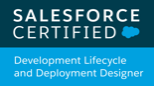 SALESFORCE
CERTIFIED
Development Lifecycle
and Deployment Designer